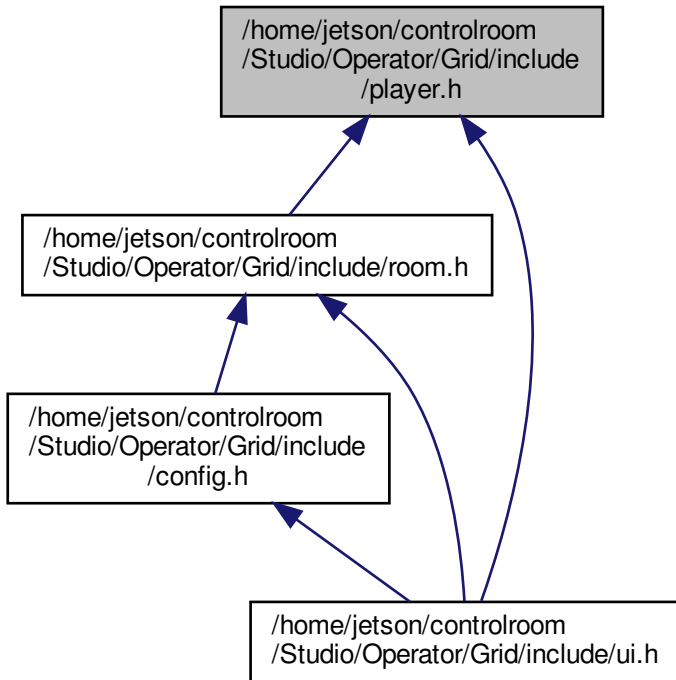 /home/jetson/controlroom
/Studio/Operator/Grid/include
/player.h
/home/jetson/controlroom
/Studio/Operator/Grid/include/room.h
/home/jetson/controlroom
/Studio/Operator/Grid/include
/config.h
/home/jetson/controlroom
/Studio/Operator/Grid/include/ui.h